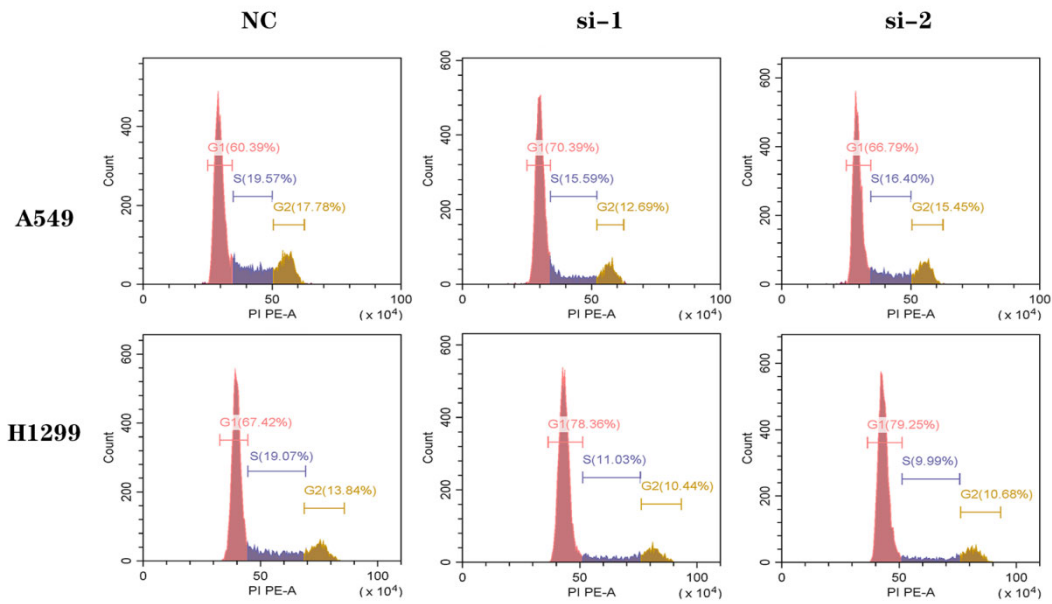 NC
si-1
si-2
A549
Count
0
200
400
G1(60.39%)
S(19.57%)
G2(17.78%)
0
50
100
PI PE-A
(x 10⁴)
Count
0
200
400
600
G1(70.39%)
S(15.59%)
G2(12.69%)
0
50
100
PI PE-A
(x 10⁴)
Count
0
200
400
600
G1(66.79%)
S(16.40%)
G2(15.45%)
0
50
100
PI PE-A
(x 10⁴)
H1299
Count
0
200
400
600
G1(67.42%)
S(19.07%)
G2(13.84%)
0
50
100
PI PE-A
(x 10⁴)
Count
0
200
400
600
G1(78.36%)
S(11.03%)
G2(10.44%)
0
50
100
PI PE-A
(x 10⁴)
Count
0
200
400
600
G1(79.25%)
S(9.99%)
G2(10.68%)
0
50
100
PI PE-A
(x 10⁴)